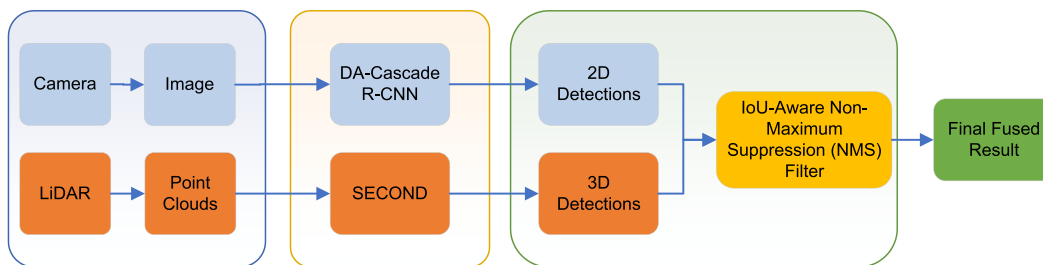 Camera
Image
DA-Cascade
R-CNN
2D
Detections
IoU-Aware Non-
Maximum
Suppression (NMS)
Filter
Final Fused
Result
LiDAR
Point
Clouds
SECOND
3D
Detections